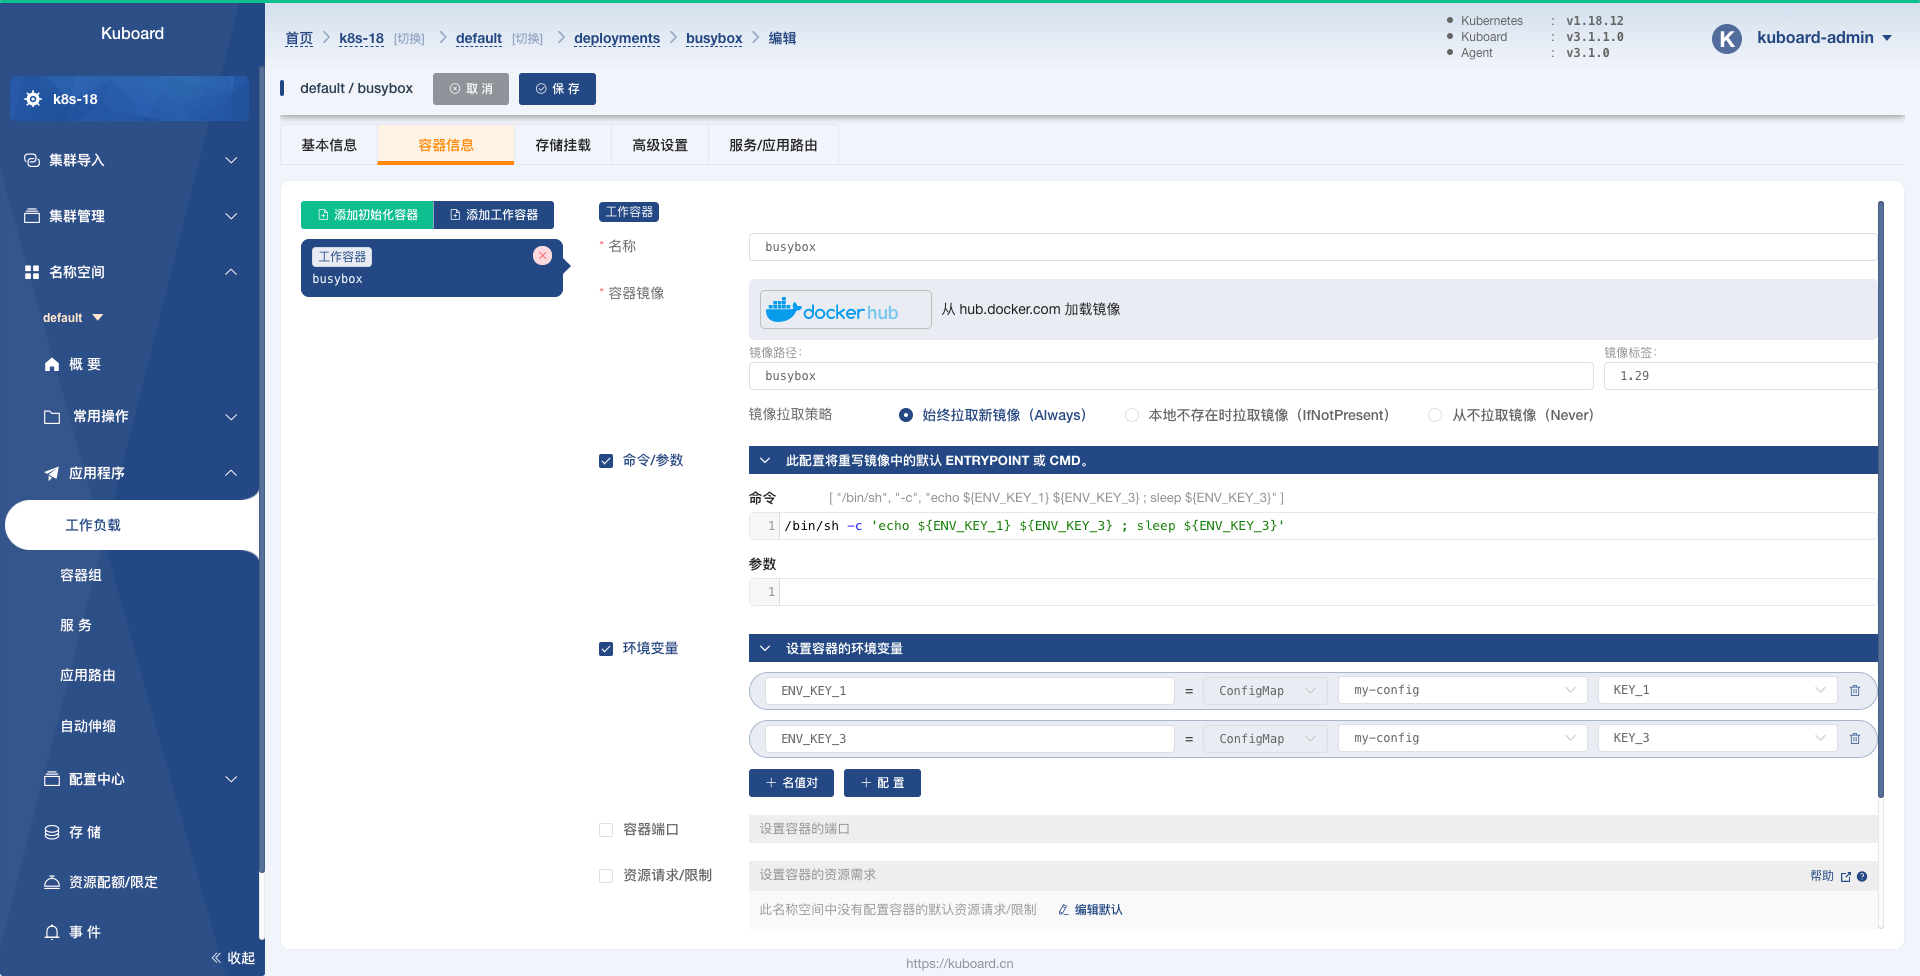 Kuboard
k8s-18
集群导入
集群管理
名称空间
default
概 要
常用操作
应用程序
工作负载
容器组
服 务
应用路由
自动伸缩
配置中心
存 储
资源配额/限定
事 件
收起
首页 k8s-18 [切换] default [切换] deployments busybox 编辑
Kubernetes : v1.18.12
Kuboard : v3.1.1.0
Agent : v3.1.0
K kuboard-admin
default / busybox 取 消 保 存
基本信息 容器信息 存储挂载 高级设置 服务/应用路由
添加初始化容器 添加工作容器
工作容器
busybox
工作容器
* 名称 busybox
* 容器镜像 docker hub 从 hub.docker.com 加载镜像
镜像路径: 镜像标签:
busybox 1.29
镜像拉取策略 始终拉取新镜像（Always） 本地不存在时拉取镜像（IfNotPresent） 从不拉取镜像（Never）
命令/参数 此配置将重写镜像中的默认 ENTRYPOINT 或 CMD。
命令 [ "/bin/sh", "-c", "echo ${ENV_KEY_1} ${ENV_KEY_3} ; sleep ${ENV_KEY_3}" ]
1 /bin/sh -c 'echo ${ENV_KEY_1} ${ENV_KEY_3} ; sleep ${ENV_KEY_3}'
参数
1
环境变量 设置容器的环境变量
ENV_KEY_1 = ConfigMap my-config KEY_1
ENV_KEY_3 = ConfigMap my-config KEY_3
+ 名值对 + 配 置
容器端口 设置容器的端口
资源请求/限制 设置容器的资源需求 帮助
此名称空间中没有配置容器的默认资源请求/限制 编辑默认
https://kuboard.cn